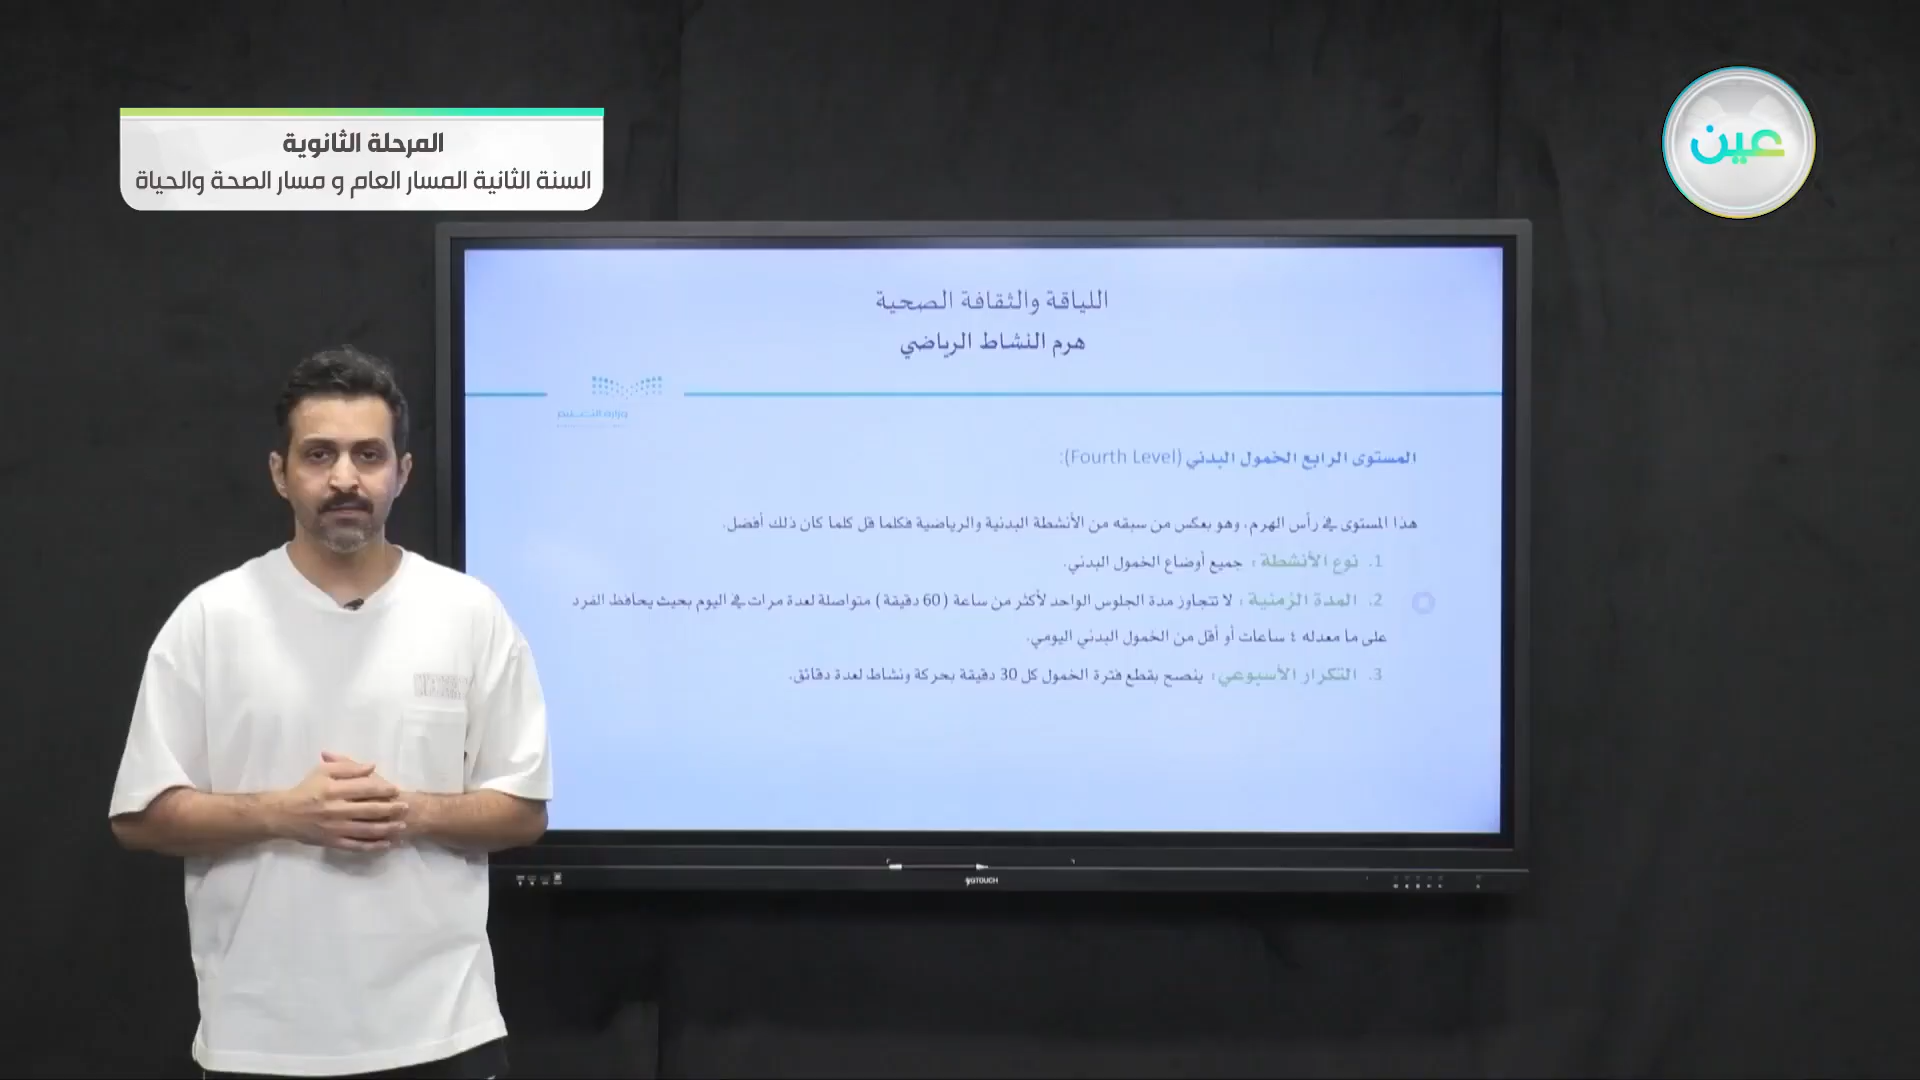 المرحلة الثانوية
السنة الثانية المسار العام و مسار الصحة والحياة
عين
اللياقة والثقافة الصحية
هرم النشاط الرياضي
وزارة التعليم
المستوى الرابع الخمول البدني (Fourth Level):
هذا المستوى في رأس الهرم، وهو بعكس من سبقه من الأنشطة البدنية والرياضية فكلما قل كلما كان ذلك أفضل.
1. نوع الأنشطة : جميع أوضاع الخمول البدني.
2. المدة الزمنية : لا تتجاوز مدة الجلوس الواحد لأكثر من ساعة (60 دقيقة) متواصلة لعدة مرات في اليوم بحيث يحافظ الفرد
على ما معدله ٤ ساعات أو أقل من الخمول البدني اليومي.
3. التكرار الأسبوعي: ينصح بقطع فترة الخمول كل 30 دقيقة بحركة ونشاط لعدة دقائق.